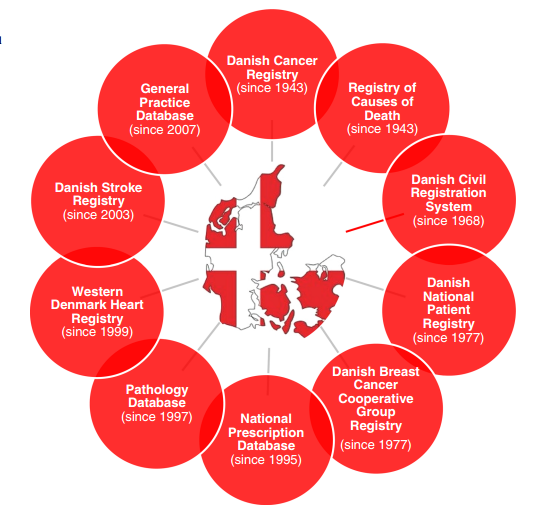 Danish Cancer
Registry
(since 1943)
Registry of
Causes of
Death
(since 1943)
Danish Civil
Registration
System
(since 1968)
Danish
National
Patient
Registry
(since 1977)
Danish Breast
Cancer
Cooperative
Group
Registry
(since 1977)
National
Prescription
Database
(since 1995)
Pathology
Database
(since 1997)
Western
Denmark Heart
Registry
(since 1999)
Danish Stroke
Registry
(since 2003)
General
Practice
Database
(since 2007)